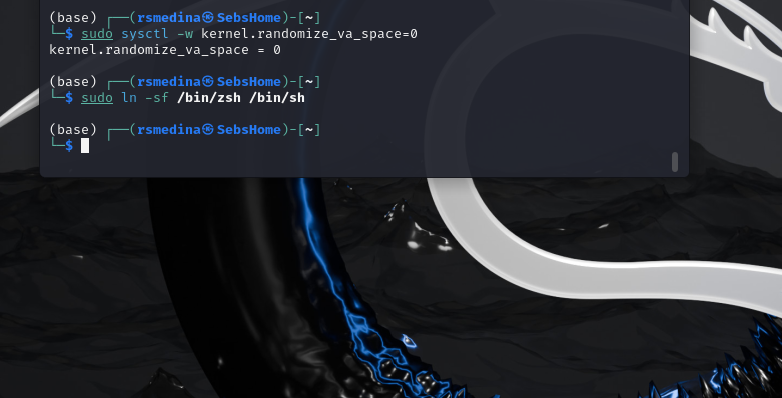 (base) ┌──(rsmedina㉿SebsHome)-[~]
└─$ sudo sysctl -w kernel.randomize_va_space=0
kernel.randomize_va_space = 0
(base) ┌──(rsmedina㉿SebsHome)-[~]
└─$ sudo ln -sf /bin/zsh /bin/sh
(base) ┌──(rsmedina㉿SebsHome)-[~]
└─$